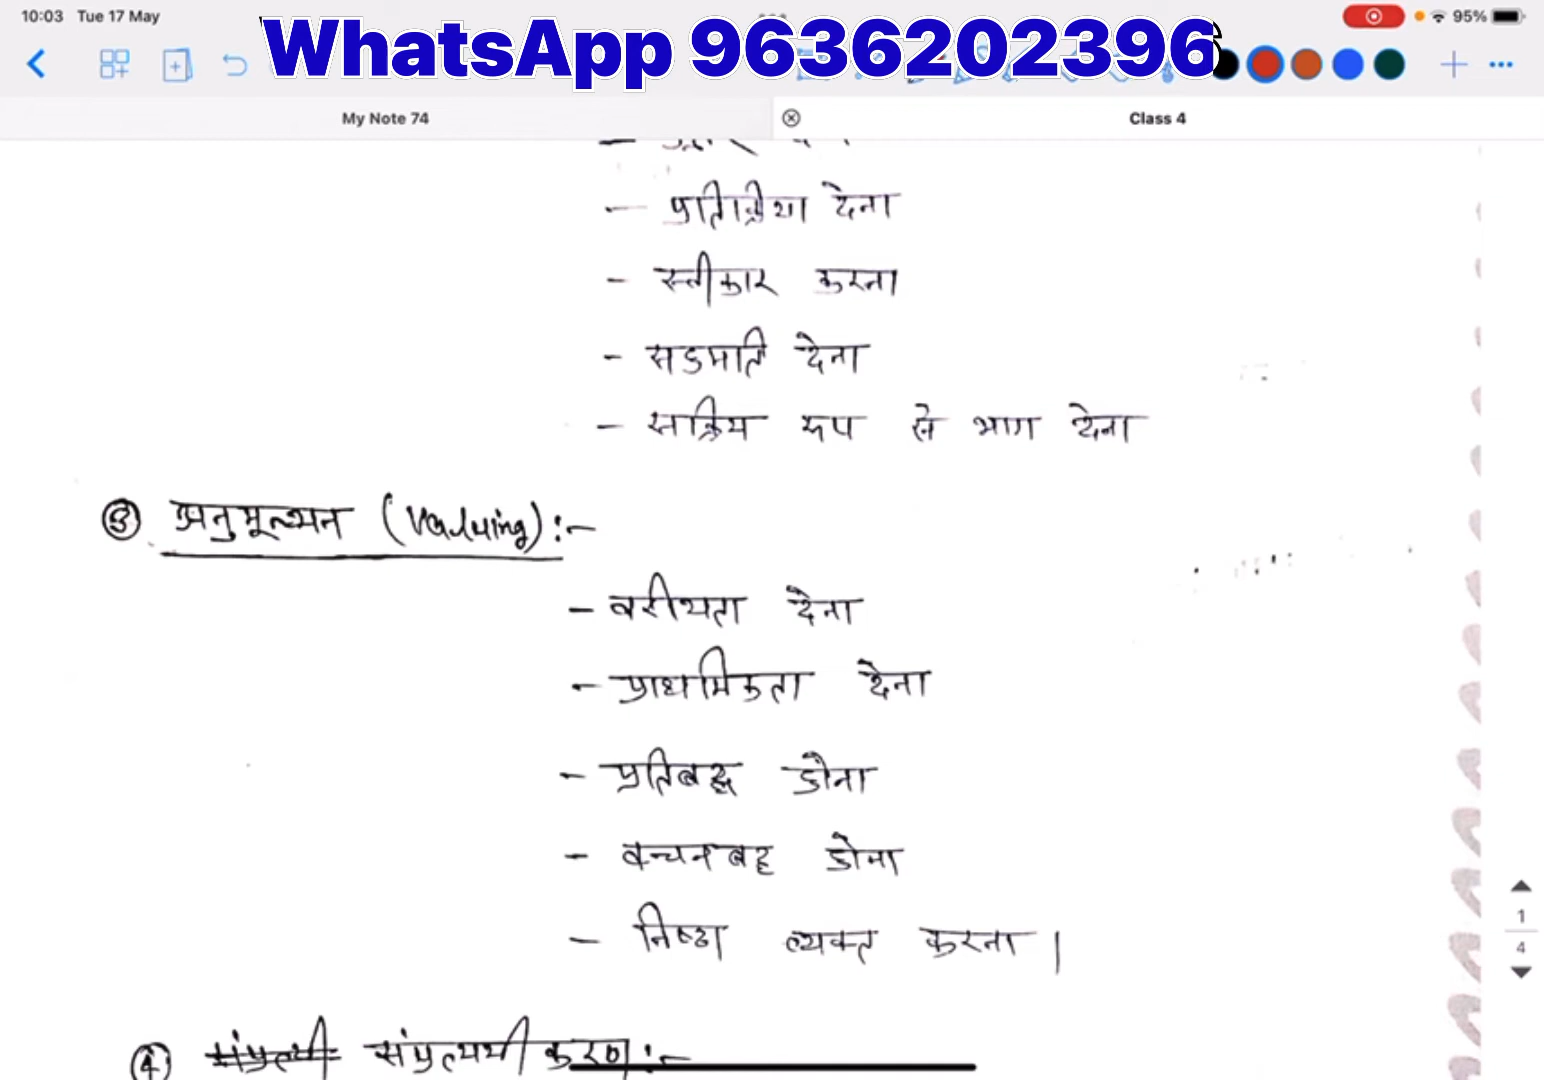 10:03 Tue 17 May
95%
WhatsApp 9636202396
My Note 74
Class 4
– प्रतिक्रिया देना
– स्वीकार करना
– सहमति देना
– सक्रिय रूप से भाग देना
③ अनुमूल्यन (Valuing) :–
– वरीयता देना
– प्राथमिकता देना
– प्रतिबद्ध होना
– वचनबद्ध होना
– निष्ठा व्यक्त करना।
④ संप्रत्ययीकरण :–
1
4